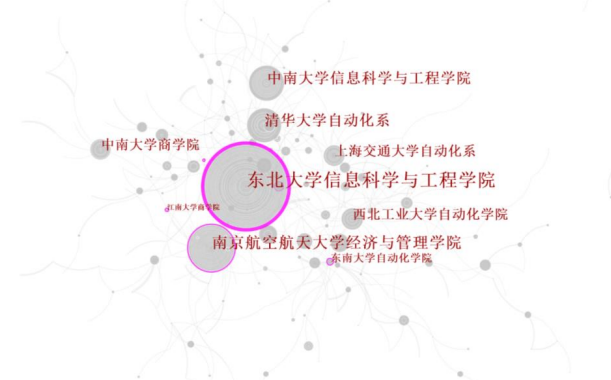 中南大学信息科学与工程学院
清华大学自动化系
中南大学商学院
上海交通大学自动化系
东北大学信息科学与工程学院
江南大学商学院
西北工业大学自动化学院
南京航空航天大学经济与管理学院
东南大学自动化学院